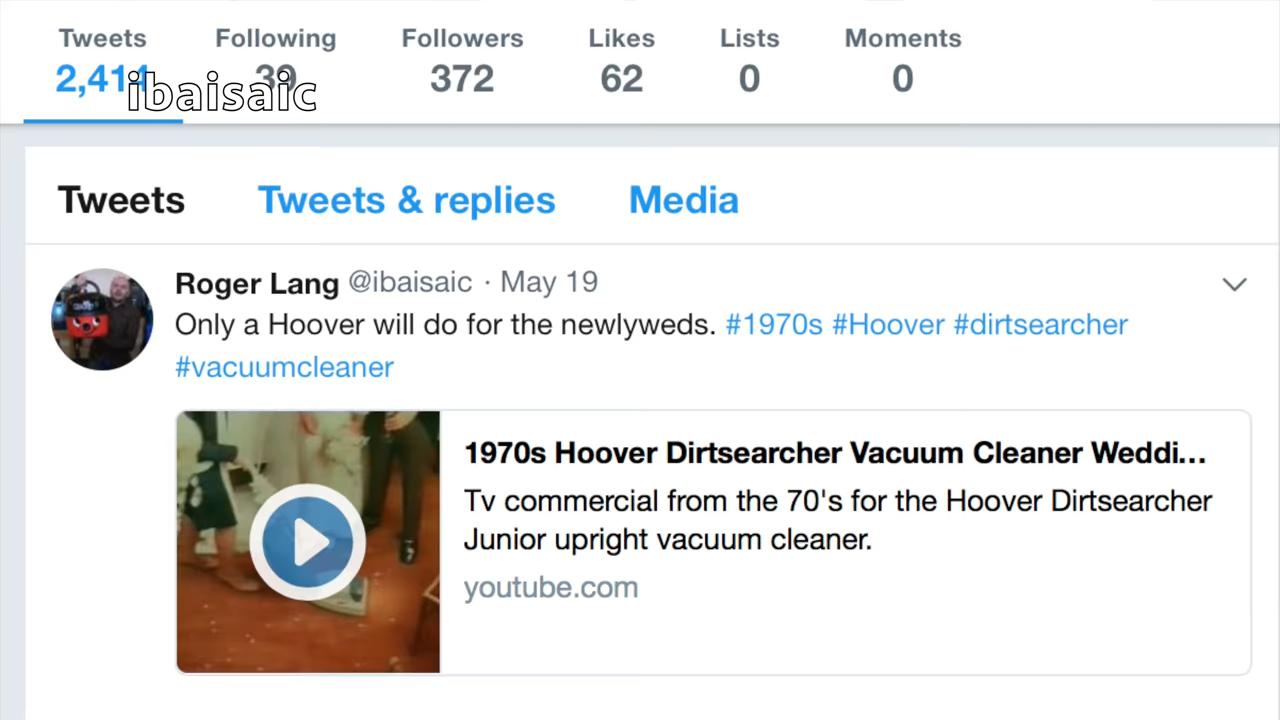 Tweets Following Followers Likes Lists Moments
2,414 39 372 62 0 0
ibaisaic
Tweets Tweets & replies Media
Roger Lang @ibaisaic · May 19
Only a Hoover will do for the newlyweds. #1970s #Hoover #dirtsearcher
#vacuumcleaner
1970s Hoover Dirtsearcher Vacuum Cleaner Weddi...
Tv commercial from the 70's for the Hoover Dirtsearcher
Junior upright vacuum cleaner.
youtube.com